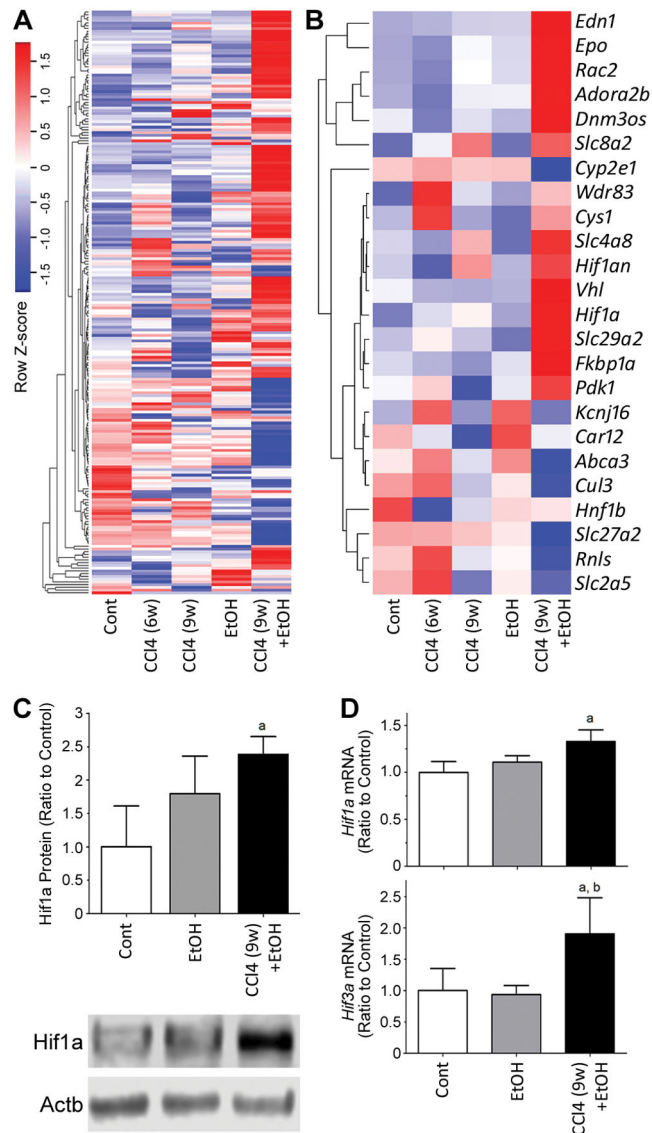 A
1.5
1.0
0.5
0
-0.5
-1.0
-1.5
Row Z-score
Cont
CCl4 (6w)
CCl4 (9w)
EtOH
CCl4 (9w)
+EtOH
B
Edn1
Epo
Rac2
Adora2b
Dnm3os
Slc8a2
Cyp2e1
Wdr83
Cys1
Slc4a8
Hif1an
Vhl
Hif1a
Slc29a2
Fkbp1a
Pdk1
Kcnj16
Car12
Abca3
Cul3
Hnf1b
Slc27a2
Rnls
Slc2a5
Cont
CCl4 (6w)
CCl4 (9w)
EtOH
CCl4 (9w)
+EtOH
C
Hif1a Protein (Ratio to Control)
3
2.5
2
1.5
1.0
0.5
0
a
Cont
EtOH
CCl4 (9w)
+EtOH
Hif1a
Actb
D
Hif1a mRNA
(Ratio to Control)
1.5
1.0
0.5
0
a
Hif3a mRNA
(Ratio to Control)
2.5
2.0
1.5
1.0
0.5
0
a, b
Cont
EtOH
CCl4 (9w)
+EtOH